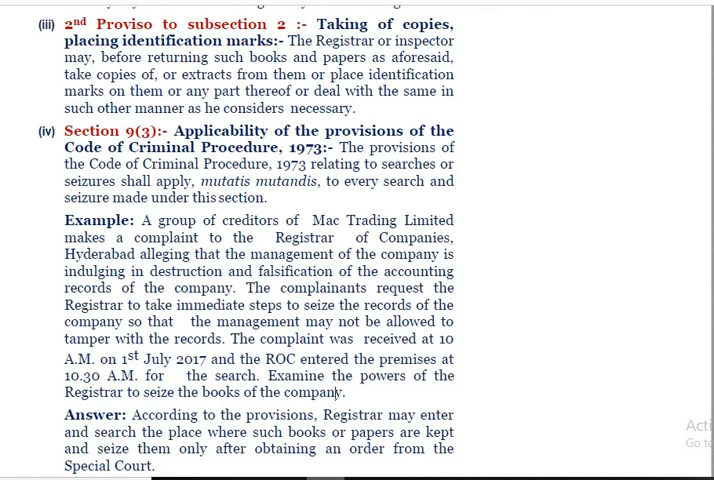 (iii) 2nd Proviso to subsection 2 :- Taking of copies,
placing identification marks:- The Registrar or inspector
may, before returning such books and papers as aforesaid,
take copies of, or extracts from them or place identification
marks on them or any part thereof or deal with the same in
such other manner as he considers necessary.
(iv) Section 9(3):- Applicability of the provisions of the
Code of Criminal Procedure, 1973:- The provisions of
the Code of Criminal Procedure, 1973 relating to searches or
seizures shall apply, mutatis mutandis, to every search and
seizure made under this section.
Example: A group of creditors of Mac Trading Limited
makes a complaint to the Registrar of Companies,
Hyderabad alleging that the management of the company is
indulging in destruction and falsification of the accounting
records of the company. The complainants request the
Registrar to take immediate steps to seize the records of the
company so that the management may not be allowed to
tamper with the records. The complaint was received at 10
A.M. on 1st July 2017 and the ROC entered the premises at
10.30 A.M. for the search. Examine the powers of the
Registrar to seize the books of the company.
Answer: According to the provisions, Registrar may enter
and search the place where such books or papers are kept
and seize them only after obtaining an order from the
Special Court.